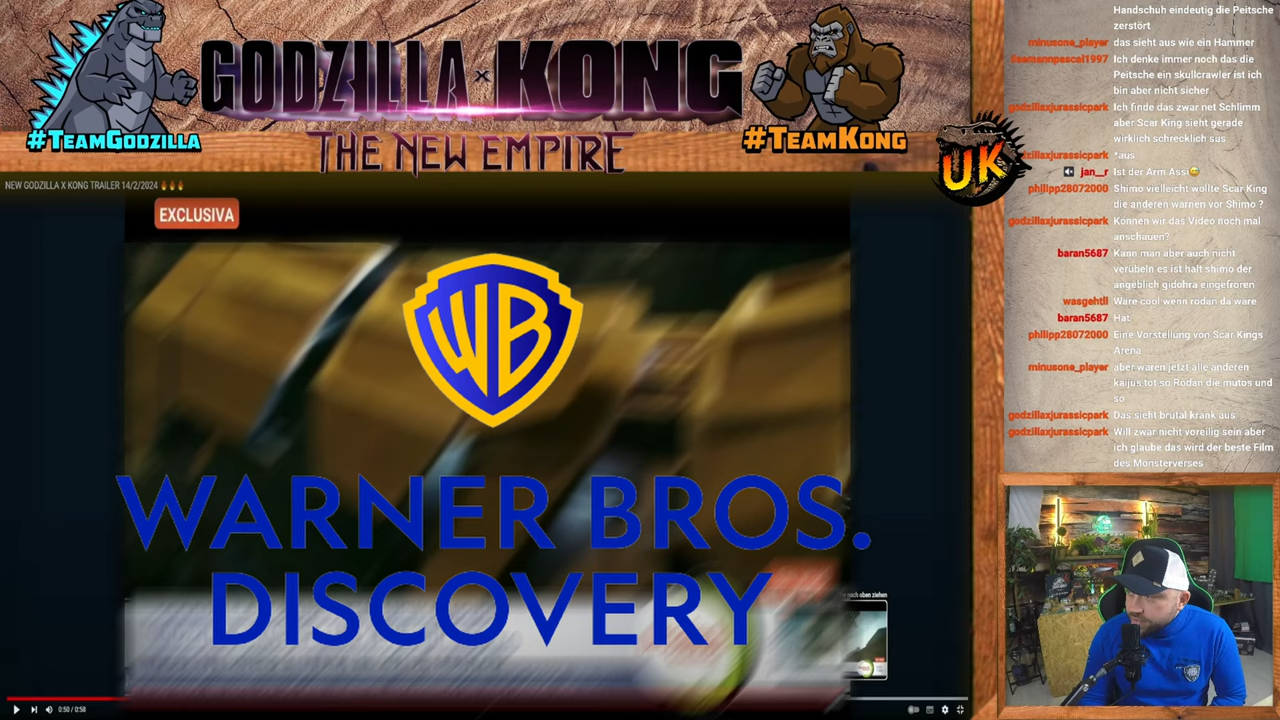 GODZILLA x KONG
THE NEW EMPIRE
#TEAMGODZILLA
#TEAMKONG
UK
NEW GODZILLA X KONG TRAILER 14/2/2024
EXCLUSIVA
WB
WARNER BROS.
DISCOVERY
nach oben ziehen
0:50 / 0:58
Handschuh eindeutig die Peitsche
zerstört
minusone_player das sieht aus wie ein Hammer
Ich denke immer noch das die
Peitsche ein skullcrawler ist ich
bin aber nicht sicher
godzillaxjurassicpark Ich finde das zwar net Schlimm
aber Scar King sieht gerade
wirklich schrecklich sus
*aus
jan__r Ist der Arm Assi
philipp28072000 Shimo vielleicht wollte Scar King
die anderen warnen vor Shimo ?
godzillaxjurassicpark Können wir das Video noch mal
anschauen?
baran5687 Kann man aber auch nicht
verübeln es ist halt shimo der
angeblich gidohra eingefroren
wasgehtll Wäre cool wenn rodan da wäre
baran5687 Hat
philipp28072000 Eine Vorstellung von Scar Kings
Arena
minusone_player aber waren jetzt alle anderen
kaijus tot so Rodan die mutos und
so
godzillaxjurassicpark Das sieht brutal krank aus
godzillaxjurassicpark Will zwar nicht voreilig sein aber
ich glaube das wird der beste Film
des Monsterverses